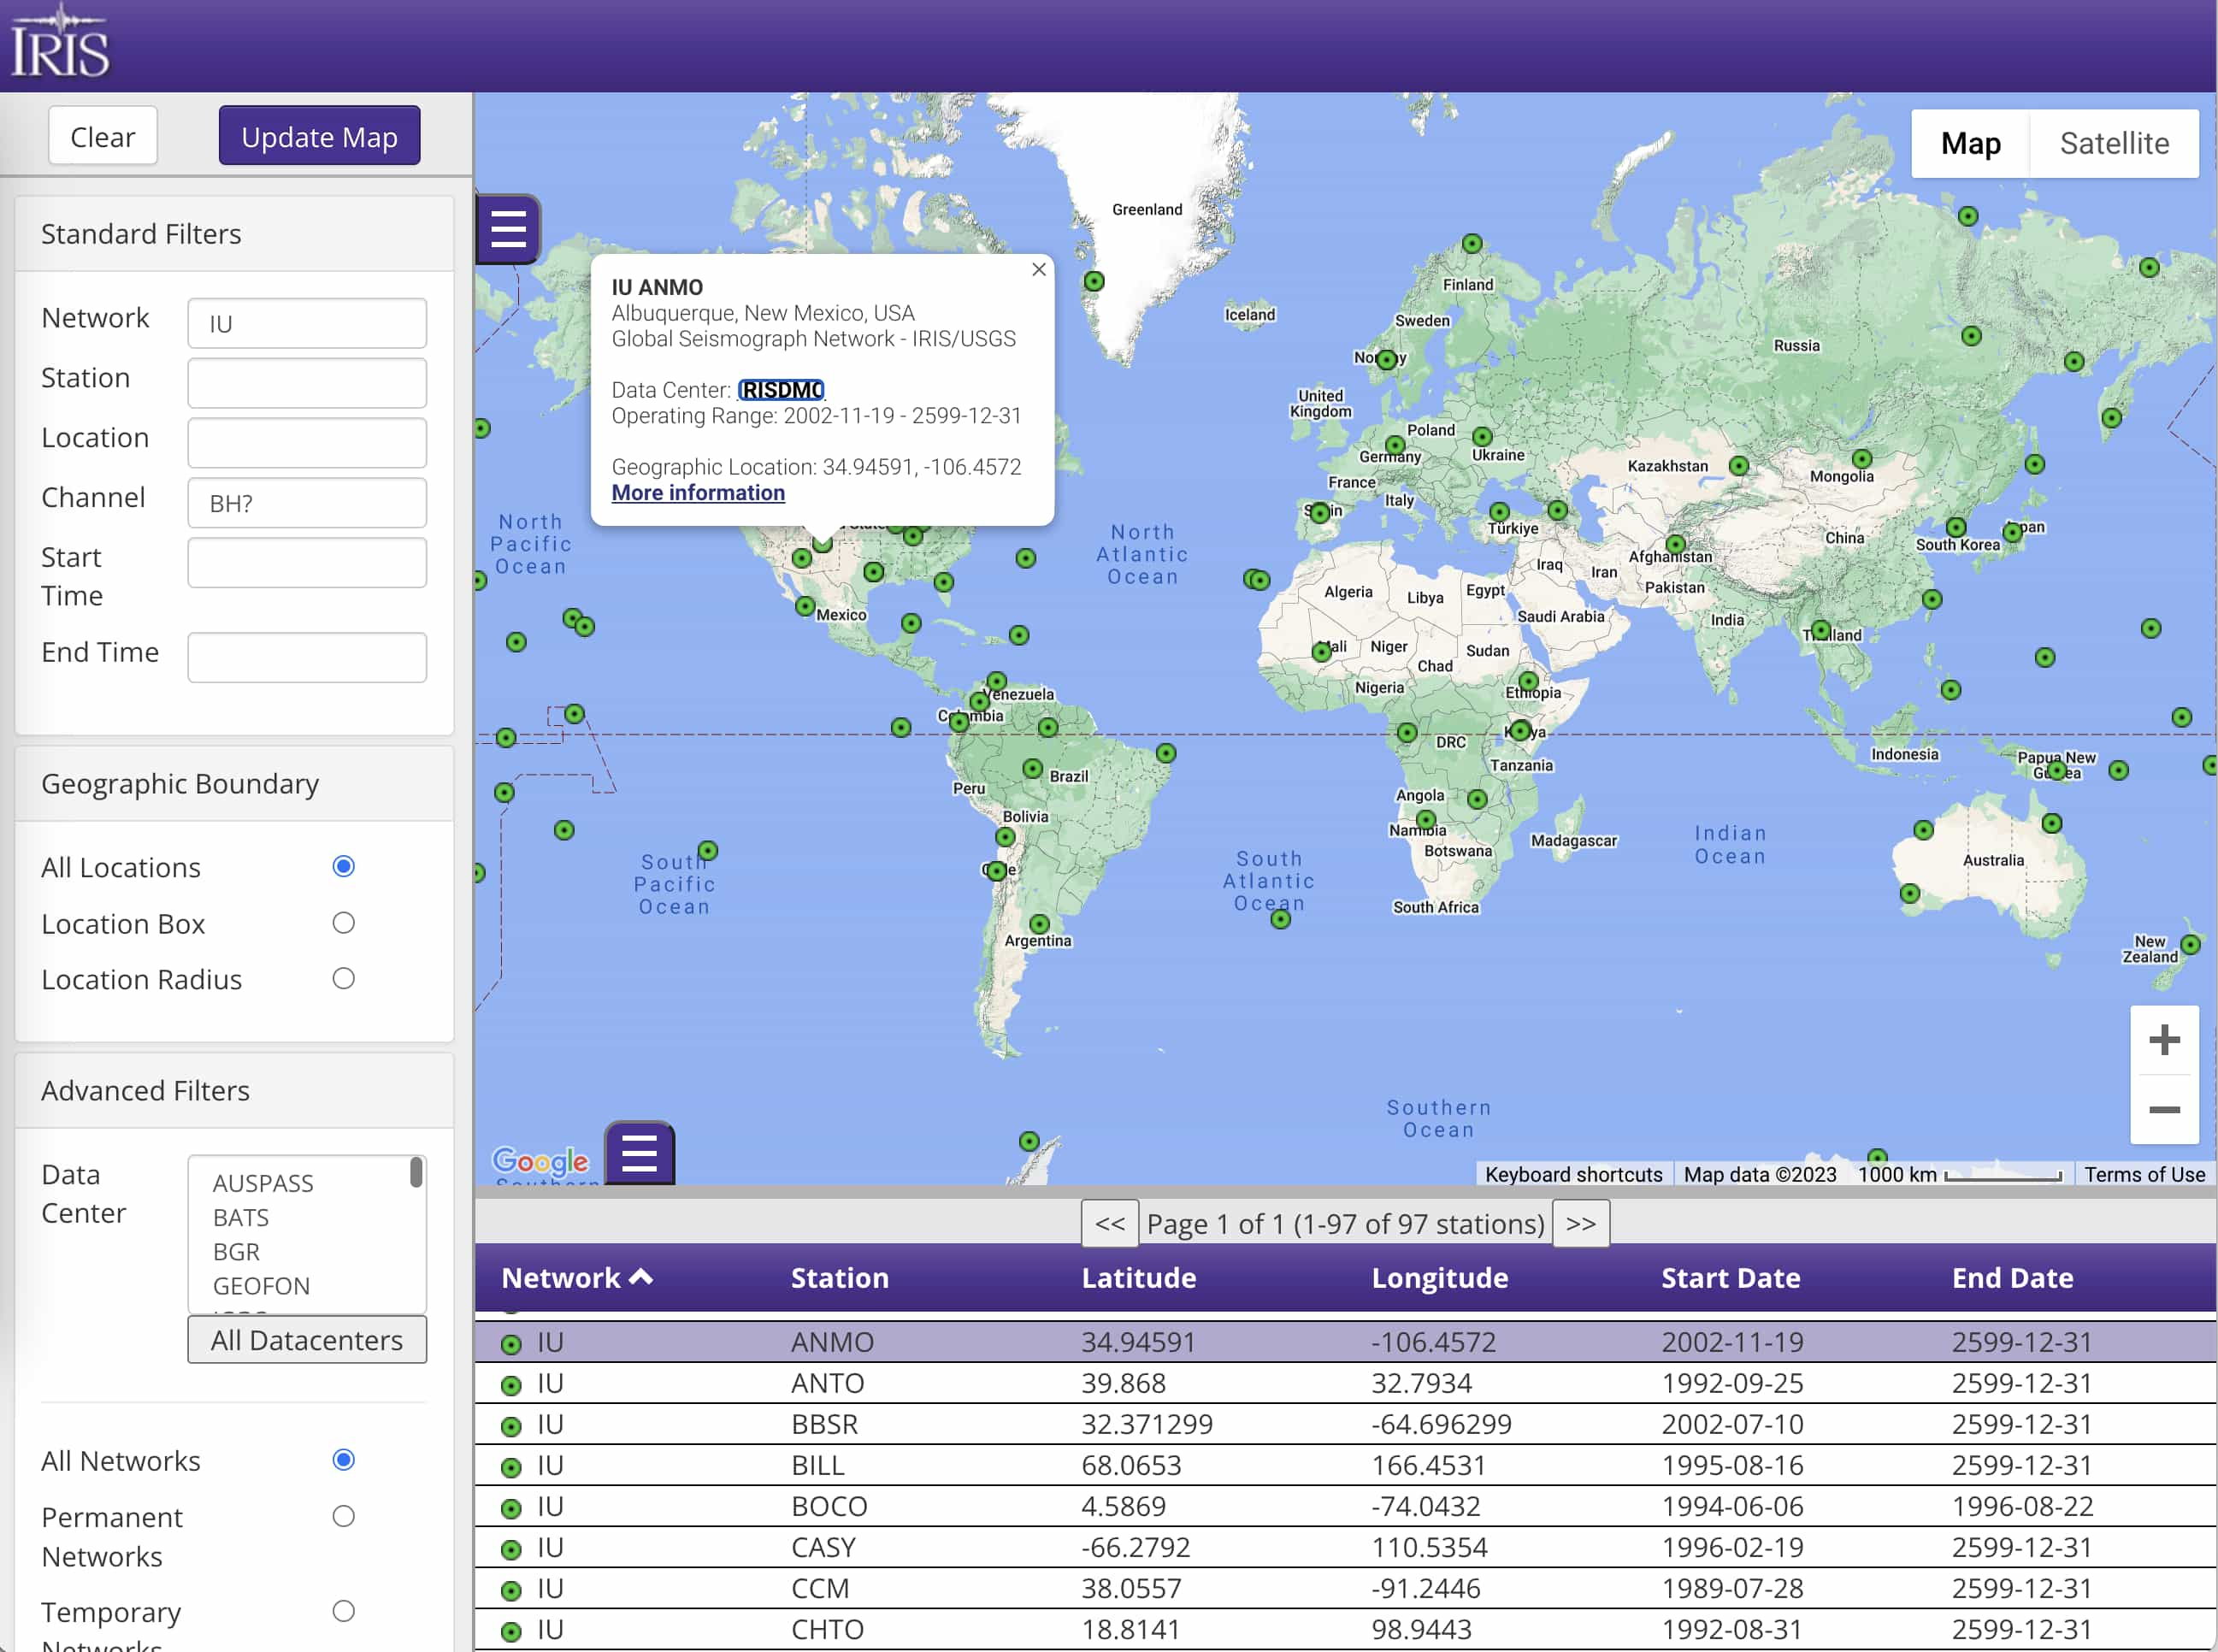 IRIS
Clear
Update Map
Standard Filters
Network
IU
Station
Location
Channel
BH?
Start
Time
End Time
Geographic Boundary
All Locations
Location Box
Location Radius
Advanced Filters
Data
Center
AUSPASS
BATS
BGR
GEOFON
All Datacenters
All Networks
Permanent
Networks
Temporary
Networks
Map
Satellite
IU ANMO
Albuquerque, New Mexico, USA
Global Seismograph Network - IRIS/USGS
Data Center: RISDMC
Operating Range: 2002-11-19 - 2599-12-31
Geographic Location: 34.94591, -106.4572
More information
Greenland
Iceland
Finland
Sweden
Norway
Russia
United
Kingdom
Poland
Germany
Ukraine
France
Italy
Spain
Türkiye
Kazakhstan
Mongolia
China
South Korea
Japan
Afghanistan
Iraq
Iran
Pakistan
India
Thailand
Algeria
Libya
Egypt
Saudi Arabia
Mali
Niger
Sudan
Chad
Nigeria
Ethiopia
DRC
Kenya
Tanzania
Angola
Namibia
Botswana
Madagascar
South Africa
North
Pacific
Ocean
North
Atlantic
Ocean
Mexico
Venezuela
Colombia
Brazil
Peru
Bolivia
Chile
Argentina
South
Pacific
Ocean
South
Atlantic
Ocean
Indian
Ocean
Indonesia
Papua New
Guinea
Australia
New
Zealand
Southern
Ocean
Google
Southern
Keyboard shortcuts
Map data ©2023
1000 km
Terms of Use
<< Page 1 of 1 (1-97 of 97 stations) >>
Network Station Latitude Longitude Start Date End Date
IU ANMO 34.94591 -106.4572 2002-11-19 2599-12-31
IU ANTO 39.868 32.7934 1992-09-25 2599-12-31
IU BBSR 32.371299 -64.696299 2002-07-10 2599-12-31
IU BILL 68.0653 166.4531 1995-08-16 2599-12-31
IU BOCO 4.5869 -74.0432 1994-06-06 1996-08-22
IU CASY -66.2792 110.5354 1996-02-19 2599-12-31
IU CCM 38.0557 -91.2446 1989-07-28 2599-12-31
IU CHTO 18.8141 98.9443 1992-08-31 2599-12-31